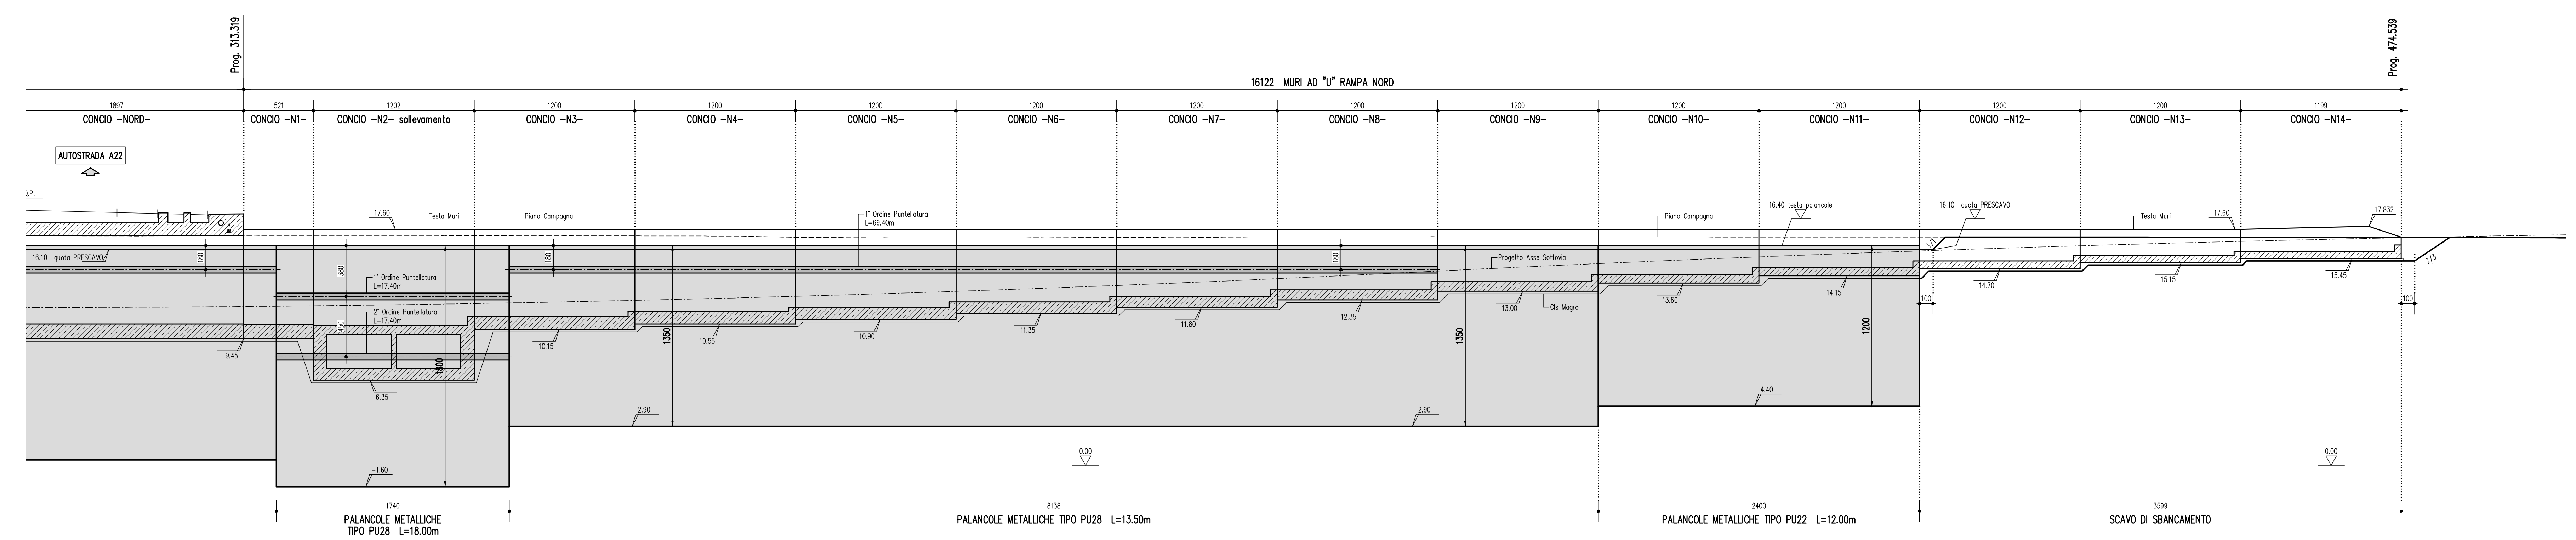 Prog. 313.319
Prog. 474.539
16122 MURI AD "U" RAMPA NORD
1897
521
1202
1200
1200
1200
1200
1200
1200
1200
1200
1200
1200
1200
1199
CONCIO -NORD-
CONCIO -N1-
CONCIO -N2- sollevamento
CONCIO -N3-
CONCIO -N4-
CONCIO -N5-
CONCIO -N6-
CONCIO -N7-
CONCIO -N8-
CONCIO -N9-
CONCIO -N10-
CONCIO -N11-
CONCIO -N12-
CONCIO -N13-
CONCIO -N14-
AUTOSTRADA A22
17.60
Testa Muri
Piano Campagna
1° Ordine Puntellatura
L=69.40m
Piano Campagna
16.40 testa palancole
16.10 quota PRESCAVO
Testa Muri
17.60
17.832
1/1
2/3
16.10 quota PRESCAVO
180
380
180
180
1° Ordine Puntellatura
L=17.40m
2° Ordine Puntellatura
L=17.40m
Progetto Asse Sottovia
Cls Magro
9.45
6.35
10.15
10.55
10.90
11.35
11.80
12.35
13.00
13.60
14.15
14.70
15.15
15.45
100
100
1800
1350
1350
1200
2.90
2.90
4.40
-1.60
0.00
0.00
1740
8138
2400
3599
PALANCOLE METALLICHE
TIPO PU28 L=18.00m
PALANCOLE METALLICHE TIPO PU28 L=13.50m
PALANCOLE METALLICHE TIPO PU22 L=12.00m
SCAVO DI SBANCAMENTO